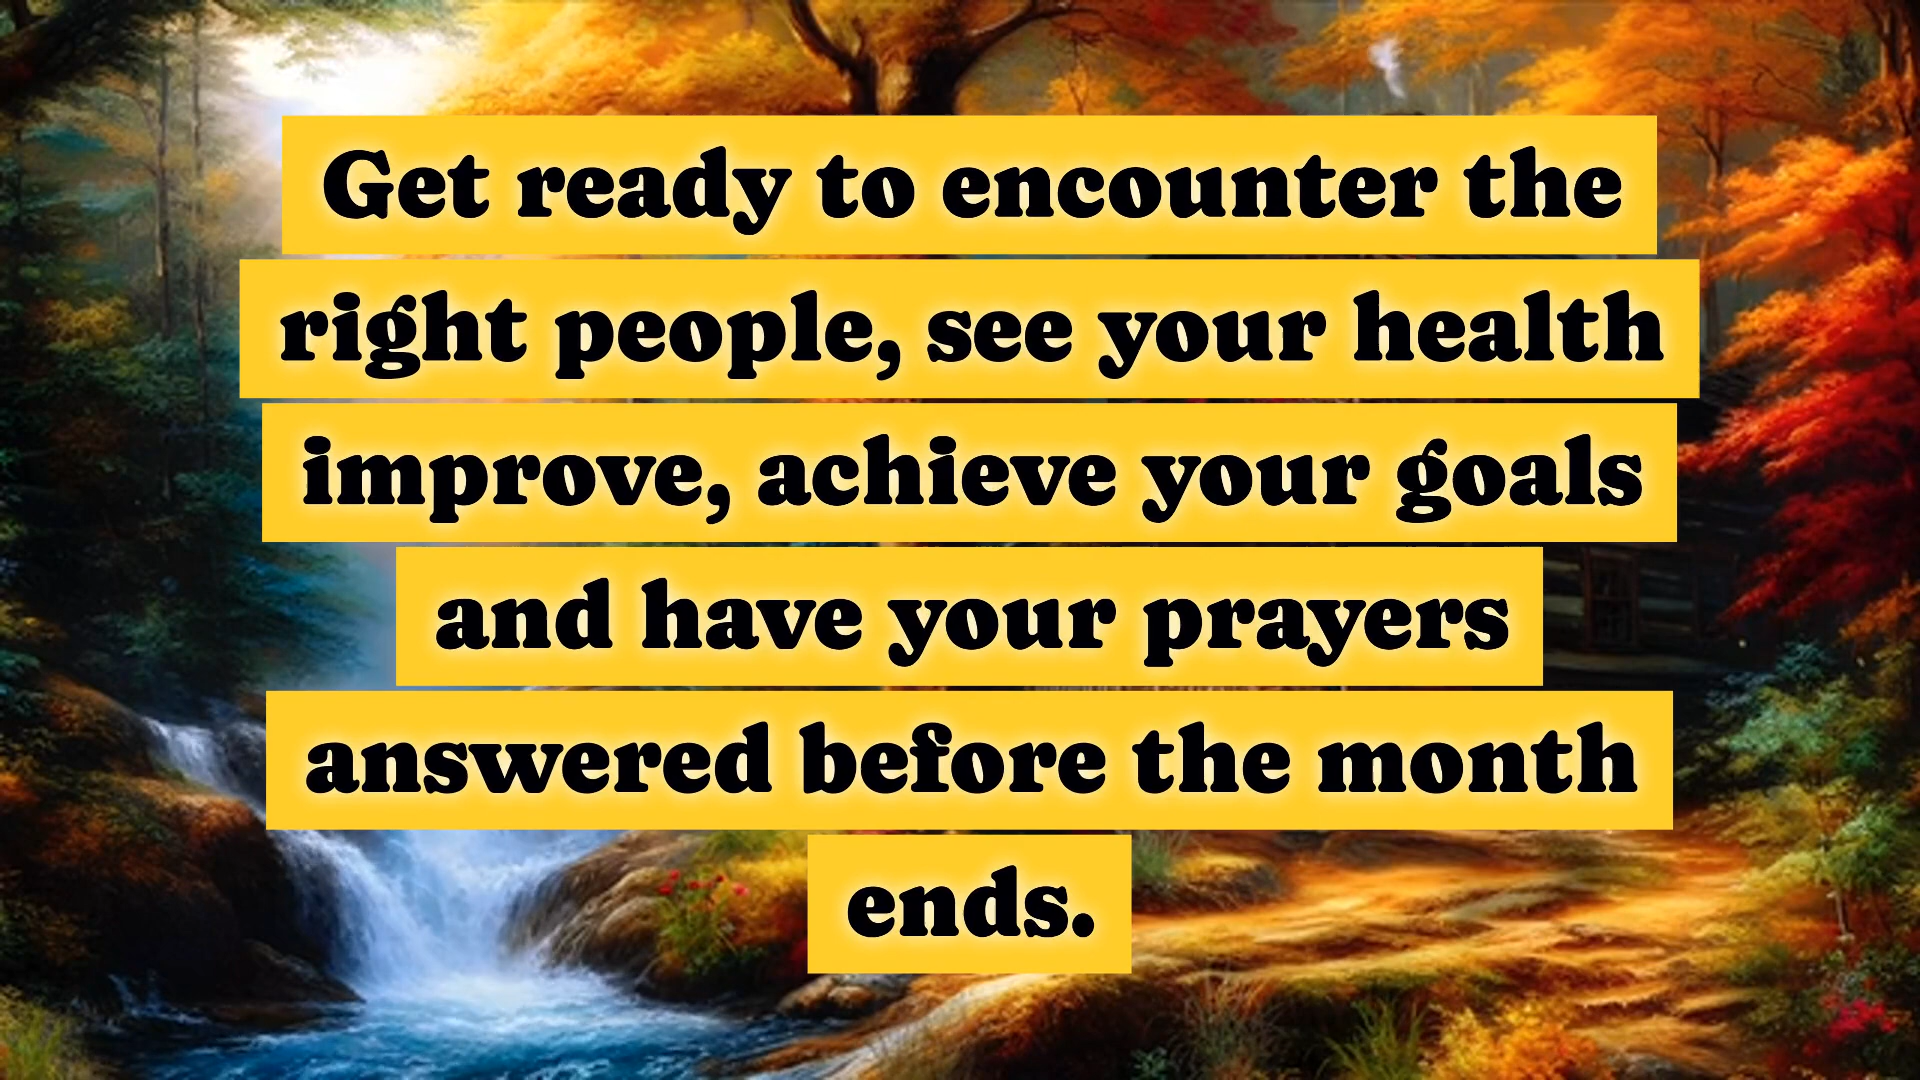 Get ready to encounter the
right people, see your health
improve, achieve your goals
and have your prayers
answered before the month
ends.